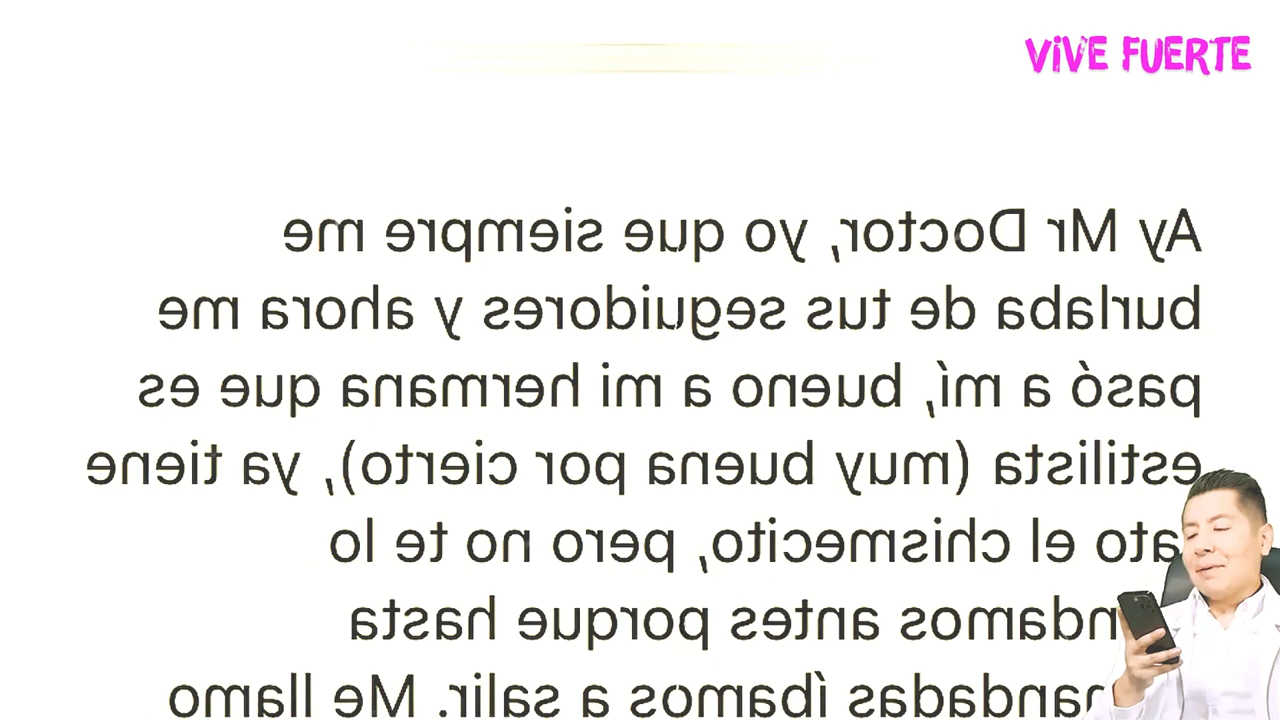 VIVE FUERTE
Ay Mr Doctor, yo que siempre me
burlaba de tus seguidores y ahora me
pasó a mí, bueno a mi hermana que es
estilista (muy buena por cierto), ya tiene
el chismecito, pero no te lo
antes porque hasta
íbamos a salir. Me llamo